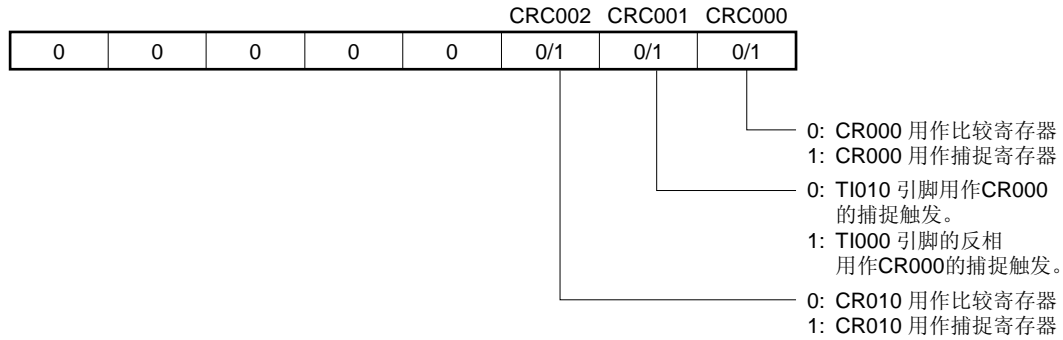 CRC002 CRC001 CRC000
0 0 0 0 0 0/1 0/1 0/1
0: CR000 用作比较寄存器
1: CR000 用作捕捉寄存器
0: TI010 引脚用作CR000
的捕捉触发。
1: TI000 引脚的反相
用作CR000的捕捉触发。
0: CR010 用作比较寄存器
1: CR010 用作捕捉寄存器